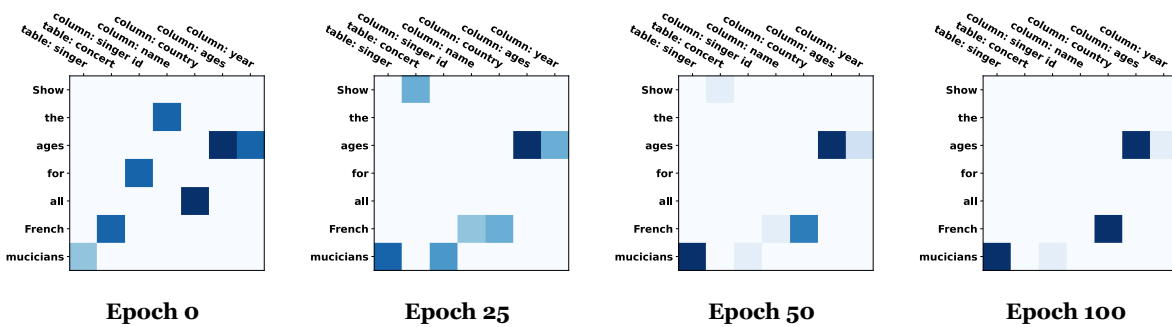 table: singer
table: concert
column: singer id
column: name
column: country
column: ages
column: year
Show
the
ages
for
all
French
mucicians
Epoch 0
table: singer
table: concert
column: singer id
column: name
column: country
column: ages
column: year
Show
the
ages
for
all
French
mucicians
Epoch 25
table: singer
table: concert
column: singer id
column: name
column: country
column: ages
column: year
Show
the
ages
for
all
French
mucicians
Epoch 50
table: singer
table: concert
column: singer id
column: name
column: country
column: ages
column: year
Show
the
ages
for
all
French
mucicians
Epoch 100